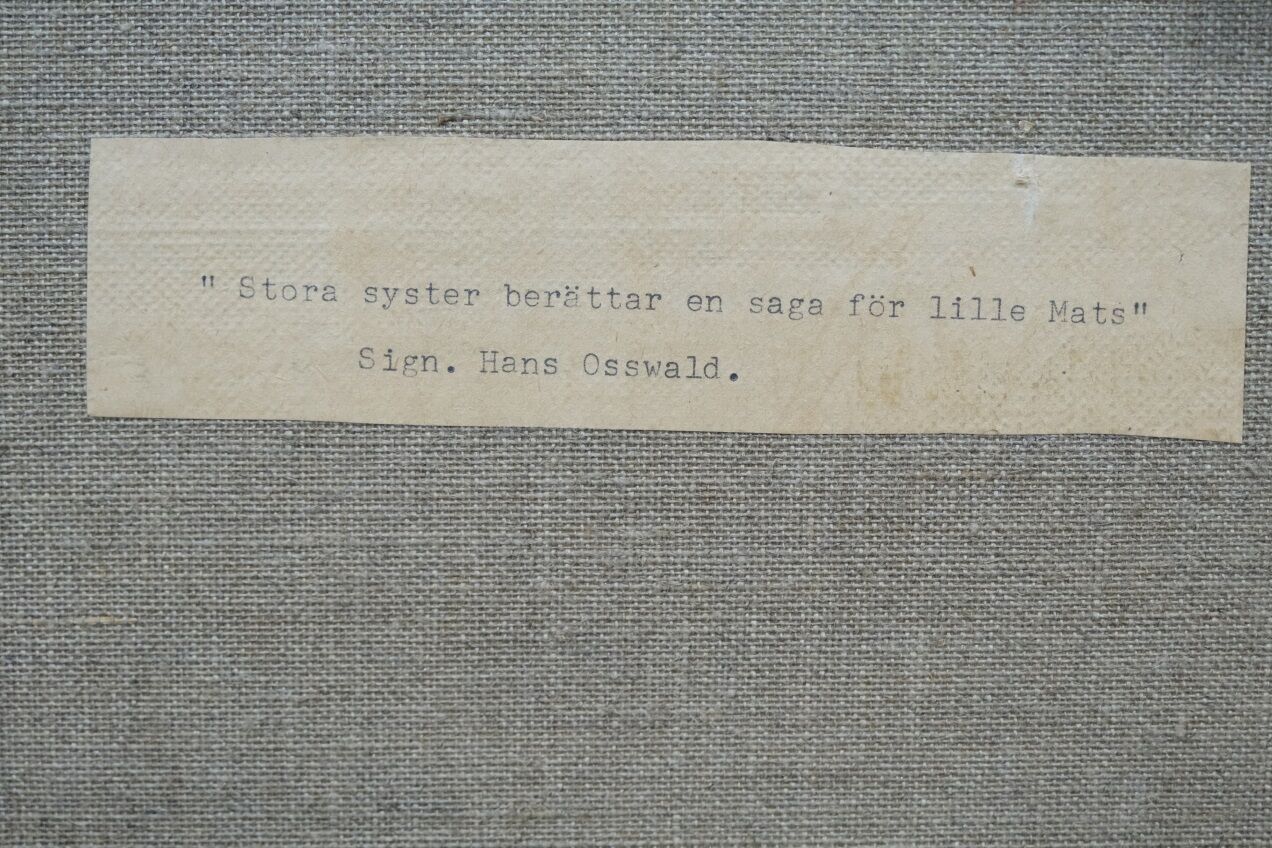 " Stora syster berättar en saga för lille Mats"
Sign. Hans Osswald.